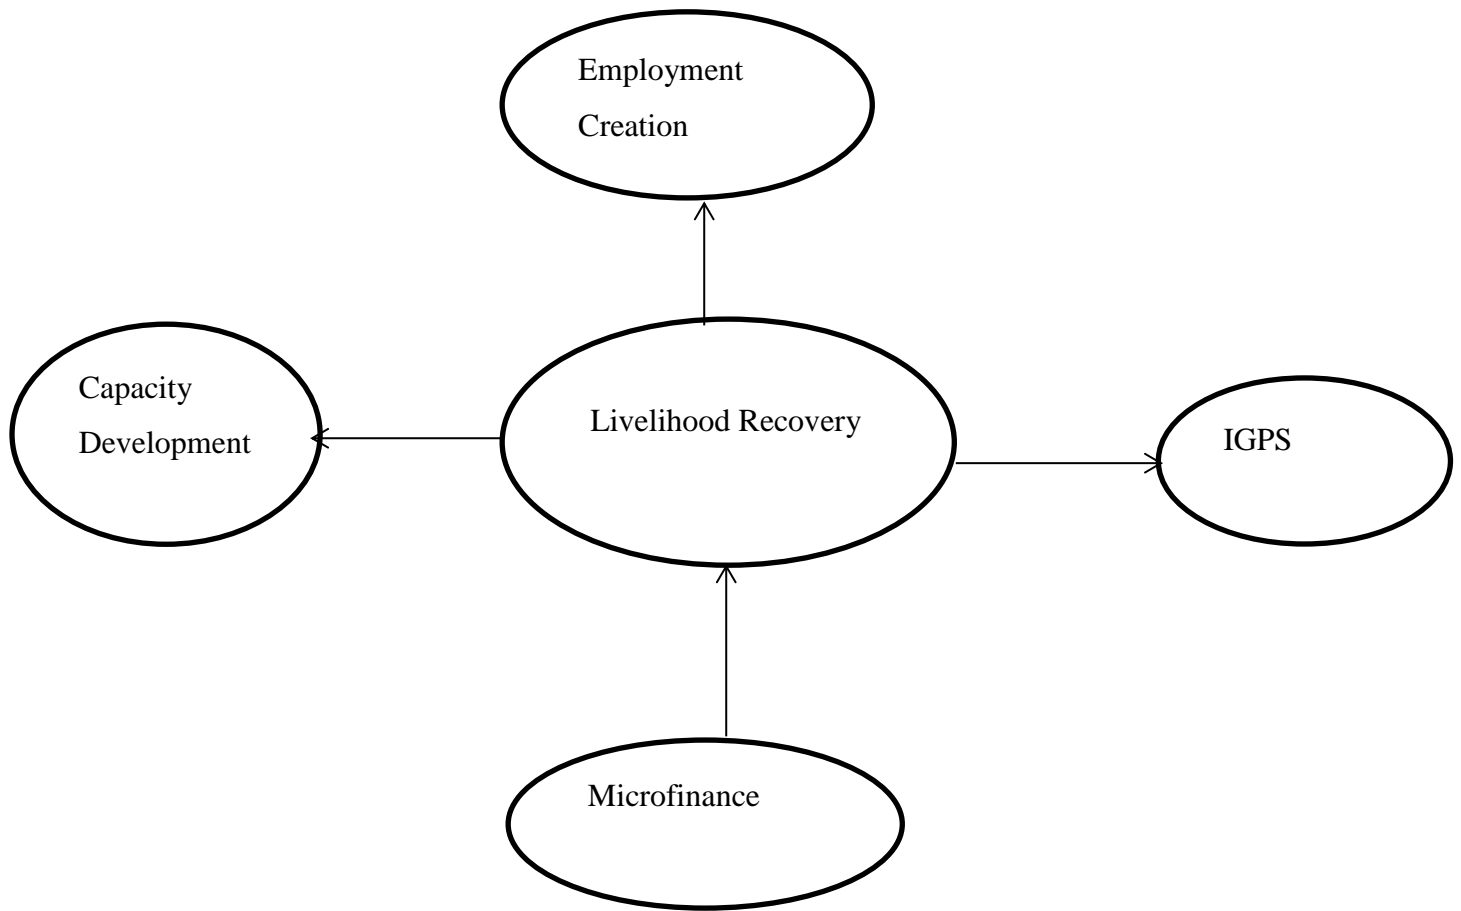 Employment
Creation
Capacity
Development
Livelihood Recovery
IGPS
Microfinance